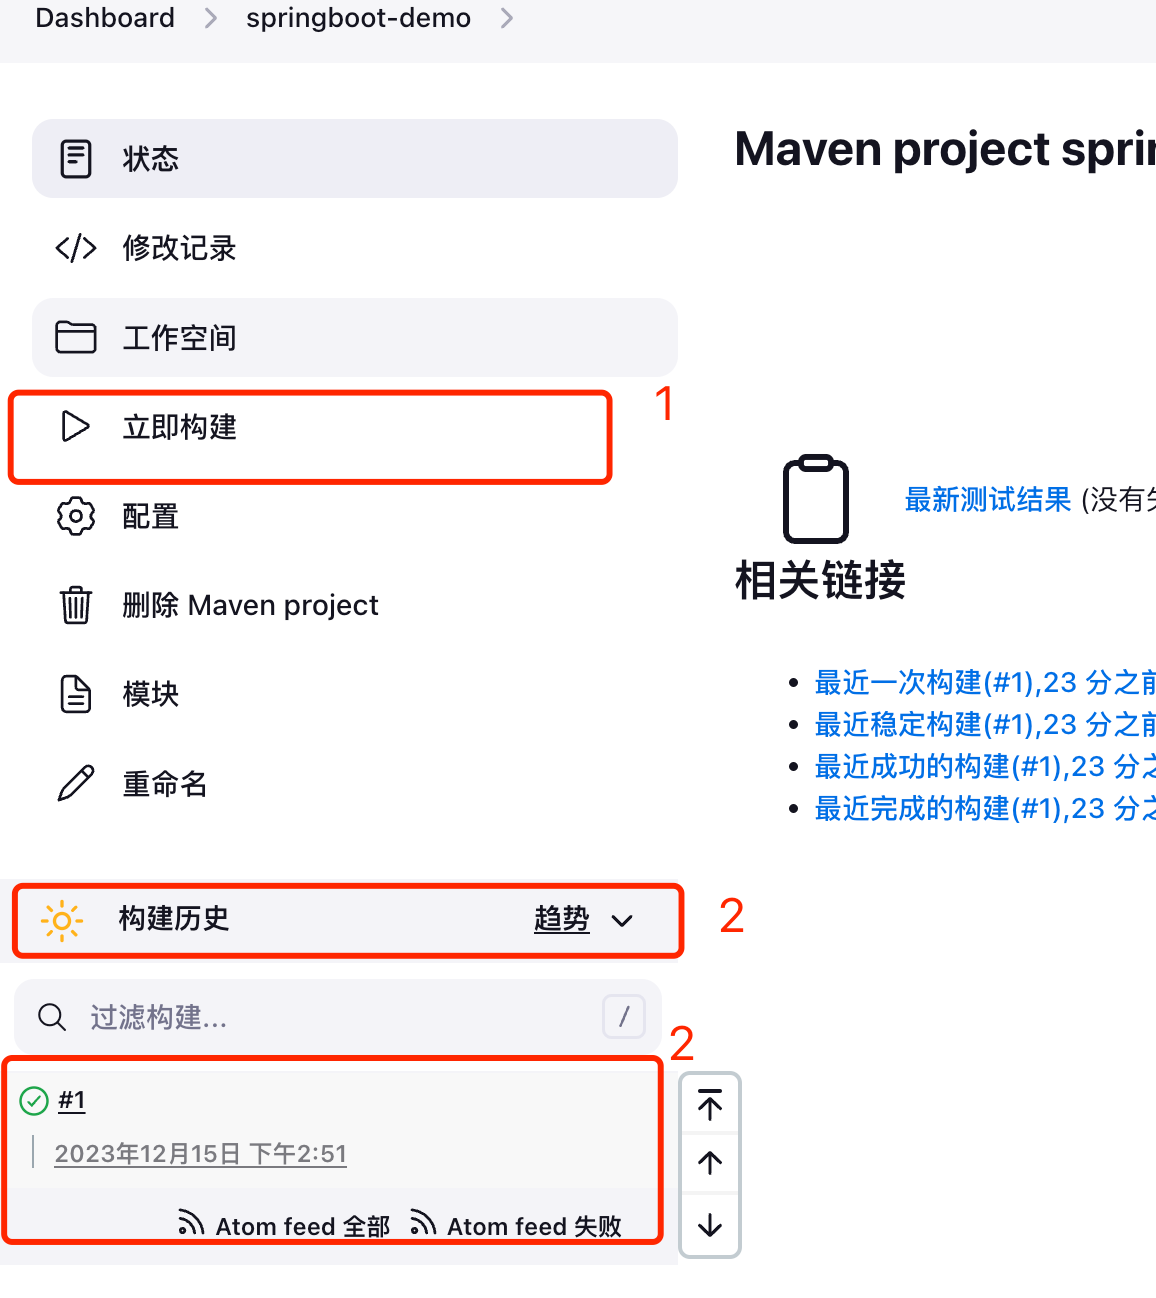 Dashboard > springboot-demo >
状态
修改记录
工作空间
立即构建
1
配置
删除 Maven project
模块
重命名
构建历史 趋势
2
过滤构建... /
2
#1
2023年12月15日 下午2:51
Atom feed 全部 Atom feed 失败
Maven project sprin
最新测试结果 (没有失
相关链接
最近一次构建(#1),23 分之前
最近稳定构建(#1),23 分之前
最近成功的构建(#1),23 分之
最近完成的构建(#1),23 分之